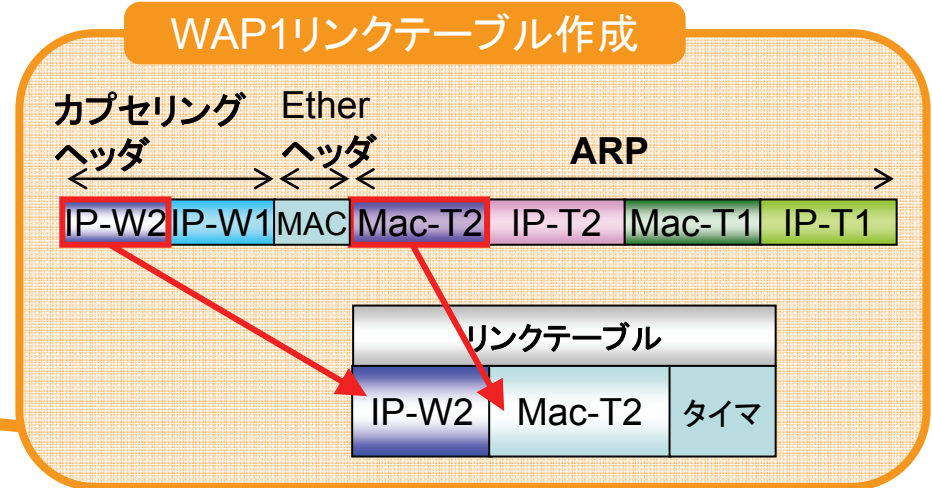 WAP1リンクテーブル作成
カプセリング Ether
ヘッダ ヘッダ ARP
IP-W2 IP-W1 MAC Mac-T2 IP-T2 Mac-T1 IP-T1
リンクテーブル
IP-W2 Mac-T2 タイマ